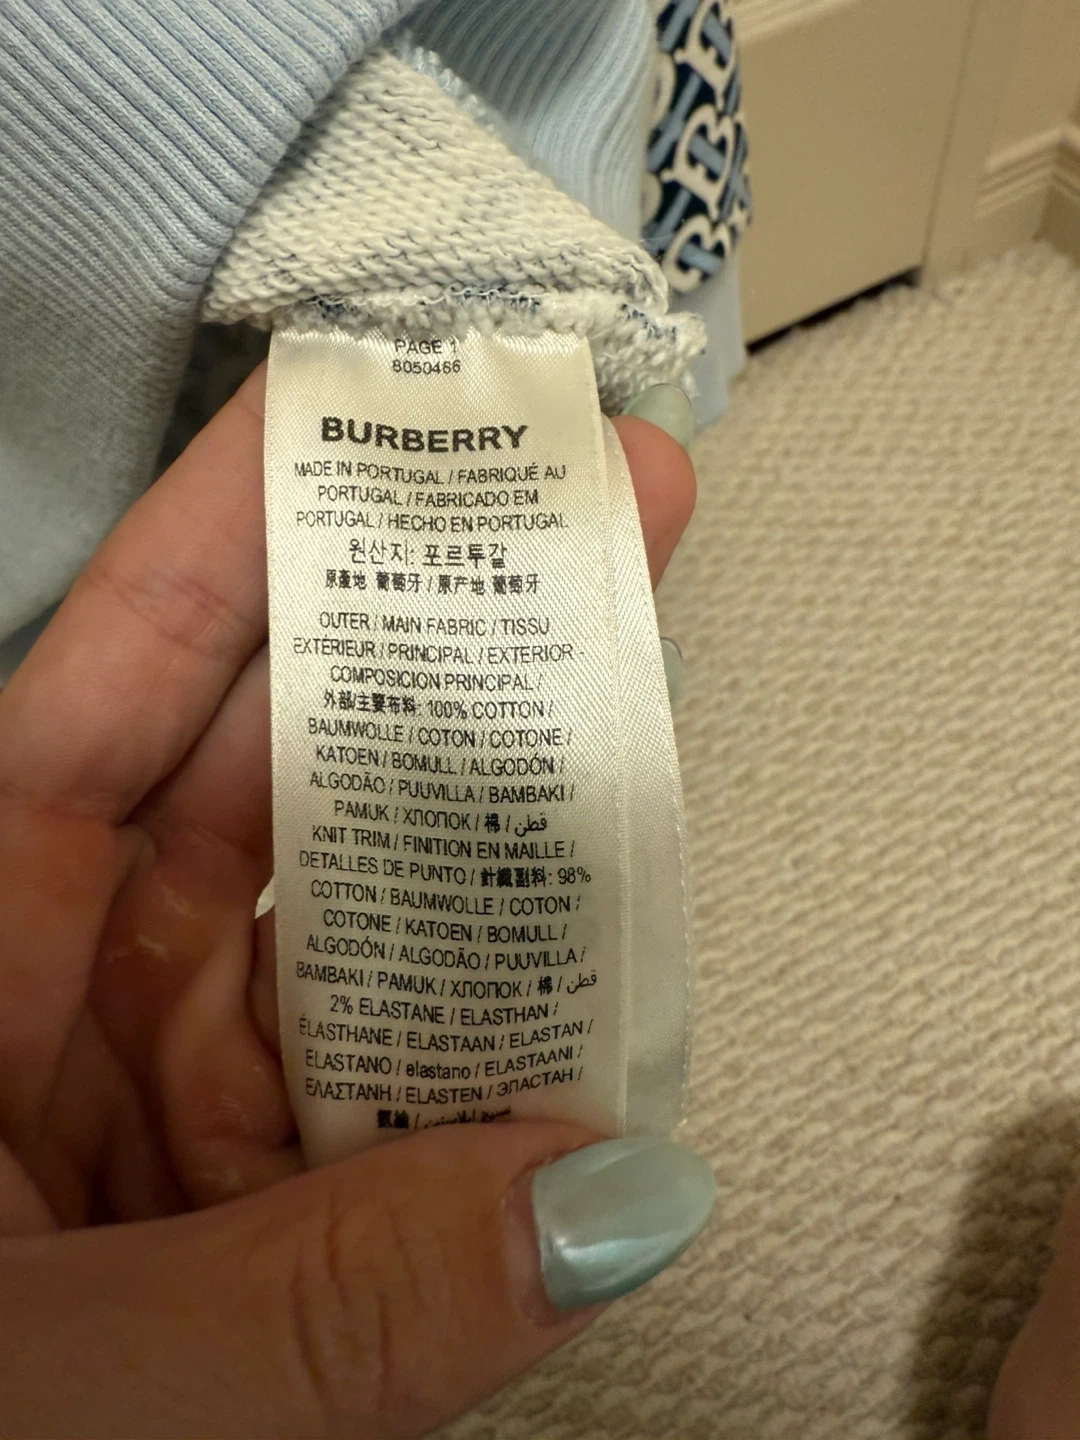 PAGE 1
8050466
BURBERRY
MADE IN PORTUGAL / FABRIQUÉ AU
PORTUGAL / FABRICADO EM
PORTUGAL / HECHO EN PORTUGAL
원산지: 포르투갈
原產地 葡萄牙 / 原产地 葡萄牙
OUTER / MAIN FABRIC / TISSU
EXTÉRIEUR / PRINCIPAL / EXTERIOR -
COMPOSICION PRINCIPAL /
外部/主要布料: 100% COTTON /
BAUMWOLLE / COTON / COTONE /
KATOEN / BOMULL / ALGODÓN /
ALGODÃO / PUUVILLA / BAMBAKI /
PAMUK / ХЛОПОК / 棉 / قطن
KNIT TRIM / FINITION EN MAILLE /
DETALLES DE PUNTO / 針織副料: 98%
COTTON / BAUMWOLLE / COTON /
COTONE / KATOEN / BOMULL /
ALGODÓN / ALGODÃO / PUUVILLA /
BAMBAKI / PAMUK / ХЛОПОК / 棉 / قطن
2% ELASTANE / ELASTHAN /
ÉLASTHANE / ELASTAAN / ELASTAN /
ELASTANO / elastano / ELASTAANI /
ΕΛΑΣΤΑΝΗ / ELASTEN / ЭЛАСТАН /